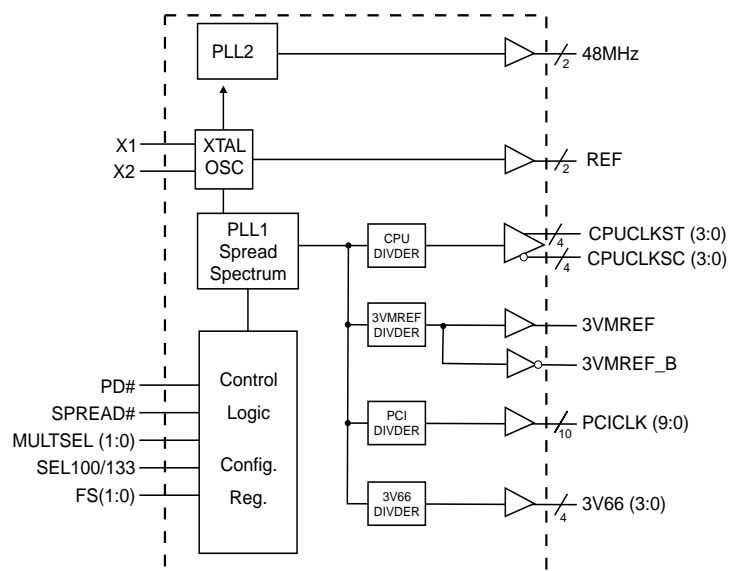 PLL2
48MHz
2
X1
X2
XTAL
OSC
REF
2
PLL1
Spread
Spectrum
CPU
DIVDER
CPUCLKST (3:0)
4
CPUCLKSC (3:0)
4
3VMREF
DIVDER
3VMREF
3VMREF_B
Control
Logic
Config.
Reg.
PD#
SPREAD#
MULTSEL (1:0)
SEL100/133
FS(1:0)
PCI
DIVDER
PCICLK (9:0)
10
3V66
DIVDER
3V66 (3:0)
4